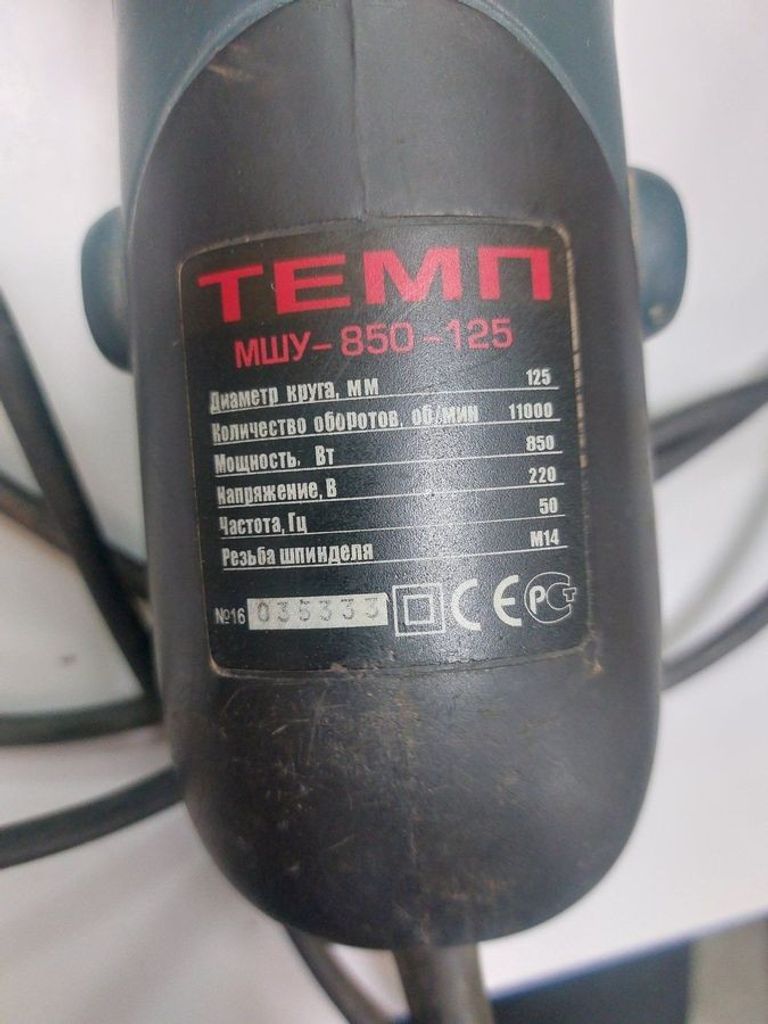 ТЕМП
МШУ-850-125
Диаметр круга, мм 125
Количество оборотов, об/мин 11000
Мощность, Вт 850
Напряжение, В 220
Частота, Гц 50
Резьба шпинделя М14
№16 035333 CE РСТ